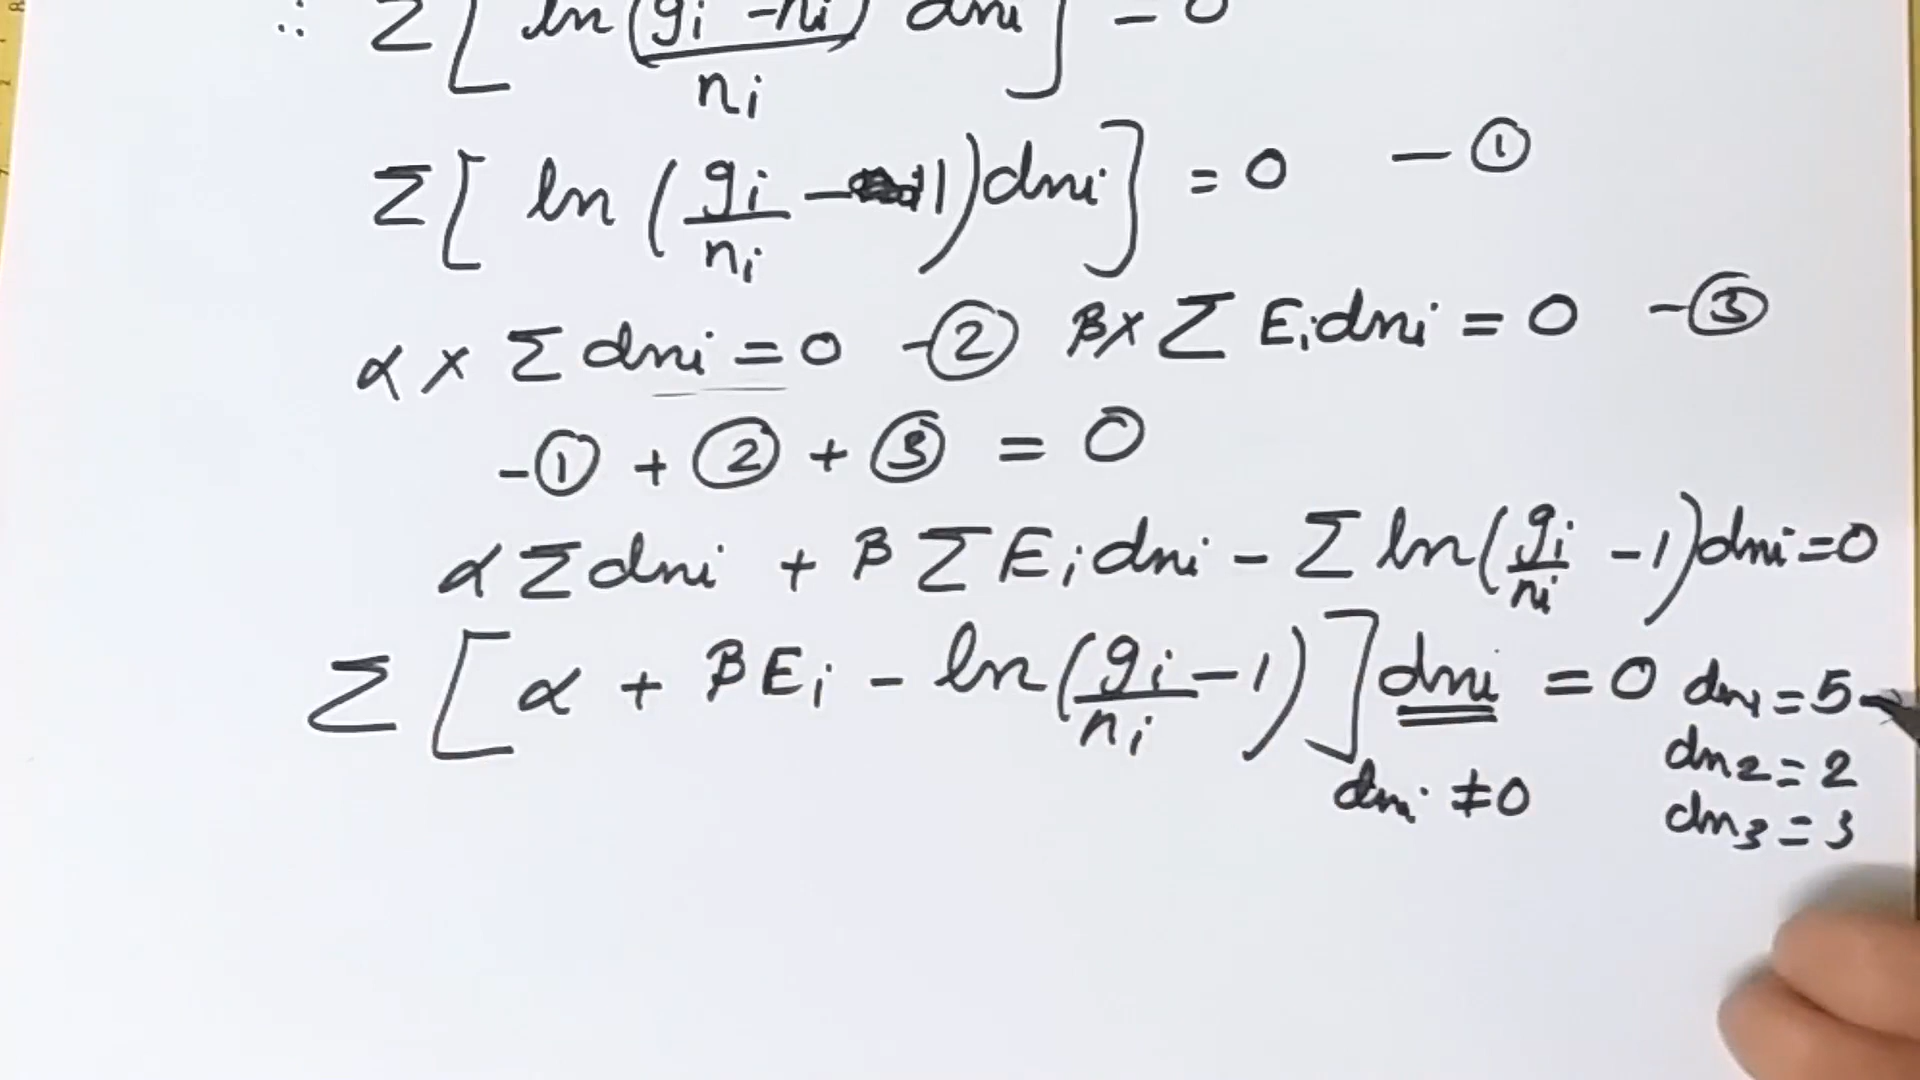 ∴ Σ[ ln (gi - ni)/ni dni ] = 0
Σ[ ln (gi/ni - 1) dni ] = 0 - ①
α × Σ dni = 0 - ② β × Σ Ei dni = 0 - ③
- ① + ② + ③ = 0
α Σ dni + β Σ Ei dni - Σ ln (gi/ni - 1) dni = 0
Σ [ α + β Ei - ln (gi/ni - 1) ] dni = 0 dn1 = 5
dn2 = 2
dni ≠ 0
dn3 = 3